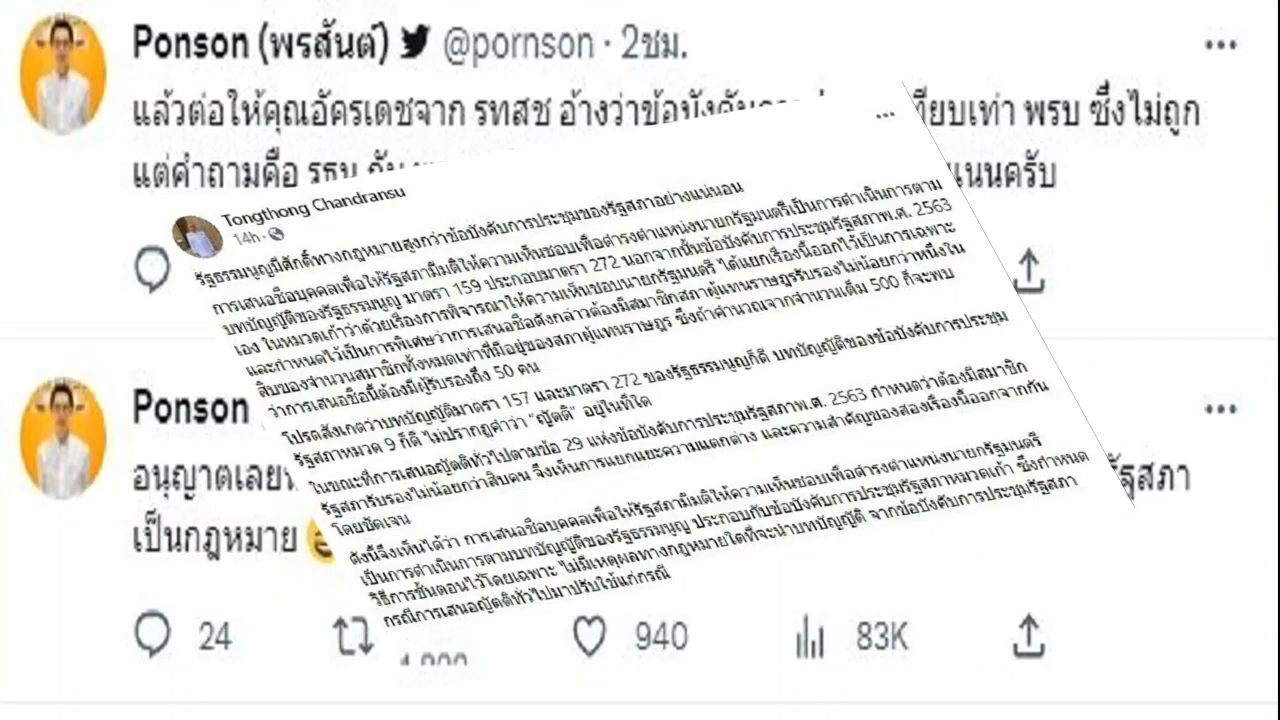 Ponson (พรสันต์) @pornson · 2ชม.
แล้วต่อให้คุณอัครเดชจาก รทสช อ้างว่าข้อบังคับ เทียบเท่า พรบ ซึ่งไม่ถูก
แต่คำถามคือ รธน กับ
Tongthong Chandransu
14h
รัฐธรรมนูญมีศักดิ์ทางกฎหมายสูงกว่าข้อบังคับการประชุมของรัฐสภาอย่างแน่นอน
การเสนอชื่อบุคคลเพื่อให้รัฐสภามีมติให้ความเห็นชอบเพื่อดำรงตำแหน่งนายกรัฐมนตรีเป็นการดำเนินการตาม
บทบัญญัติของรัฐธรรมนูญ มาตรา 159 ประกอบมาตรา 272 นอกจากนั้นข้อบังคับการประชุมรัฐสภาพ.ศ. 2563
เอง ในหมวดเก้าว่าด้วยเรื่องการพิจารณาให้ความเห็นชอบนายกรัฐมนตรี ได้แยกเรื่องนี้ออกไว้เป็นการเฉพาะ
และกำหนดไว้เป็นการพิเศษว่าการเสนอชื่อดังกล่าวต้องมีสมาชิกสภาผู้แทนราษฎรรับรองไม่น้อยกว่าหนึ่งใน
สิบของจำนวนสมาชิกทั้งหมดเท่าที่มีอยู่ของสภาผู้แทนราษฎร ซึ่งถ้าคำนวณจากจำนวนเต็ม 500 ก็จะพบ
ว่าการเสนอชื่อนี้ต้องมีผู้รับรองถึง 50 คน
โปรดสังเกตว่าบทบัญญัติมาตรา 157 และมาตรา 272 ของรัฐธรรมนูญก็ดี บทบัญญัติของข้อบังคับการประชุม
รัฐสภาหมวด 9 ก็ดี ไม่ปรากฏคำว่า "ญัตติ" อยู่ในที่ใด
ในขณะที่การเสนอญัตติทั่วไปตามข้อ 29 แห่งข้อบังคับการประชุมรัฐสภาพ.ศ. 2563 กำหนดว่าต้องมีสมาชิก
รัฐสภารับรองไม่น้อยกว่าสิบคน จึงเห็นการแยกแยะความแตกต่าง และความสำคัญของสองเรื่องนี้ออกจากกัน
โดยชัดเจน
ดังนี้จึงเห็นได้ว่า การเสนอชื่อบุคคลเพื่อให้รัฐสภามีมติให้ความเห็นชอบเพื่อดำรงตำแหน่งนายกรัฐมนตรี
เป็นการดำเนินการตามบทบัญญัติของรัฐธรรมนูญ ประกอบกับข้อบังคับการประชุมรัฐสภาหมวดเก้า ซึ่งกำหนด
วิธีการขั้นตอนไว้โดยเฉพาะ ไม่มีเหตุผลทางกฎหมายใดที่จะนำบทบัญญัติ จากข้อบังคับการประชุมรัฐสภา
กรณีการเสนอญัตติทั่วไปมาปรับใช้แก่กรณี
Ponson
อนุญาตเลย รัฐสภา
เป็นกฎหมาย
24 940 83K